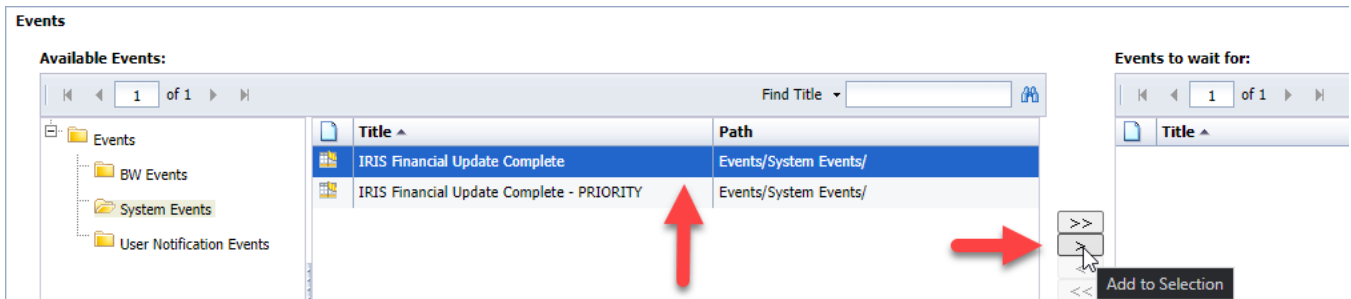 Events
Available Events:
Events to wait for:
1 of 1
Find Title
1 of 1
Events
BW Events
System Events
User Notification Events
Title
Path
IRIS Financial Update Complete
Events/System Events/
IRIS Financial Update Complete - PRIORITY
Events/System Events/
>>
>
<
<<
Add to Selection
Title